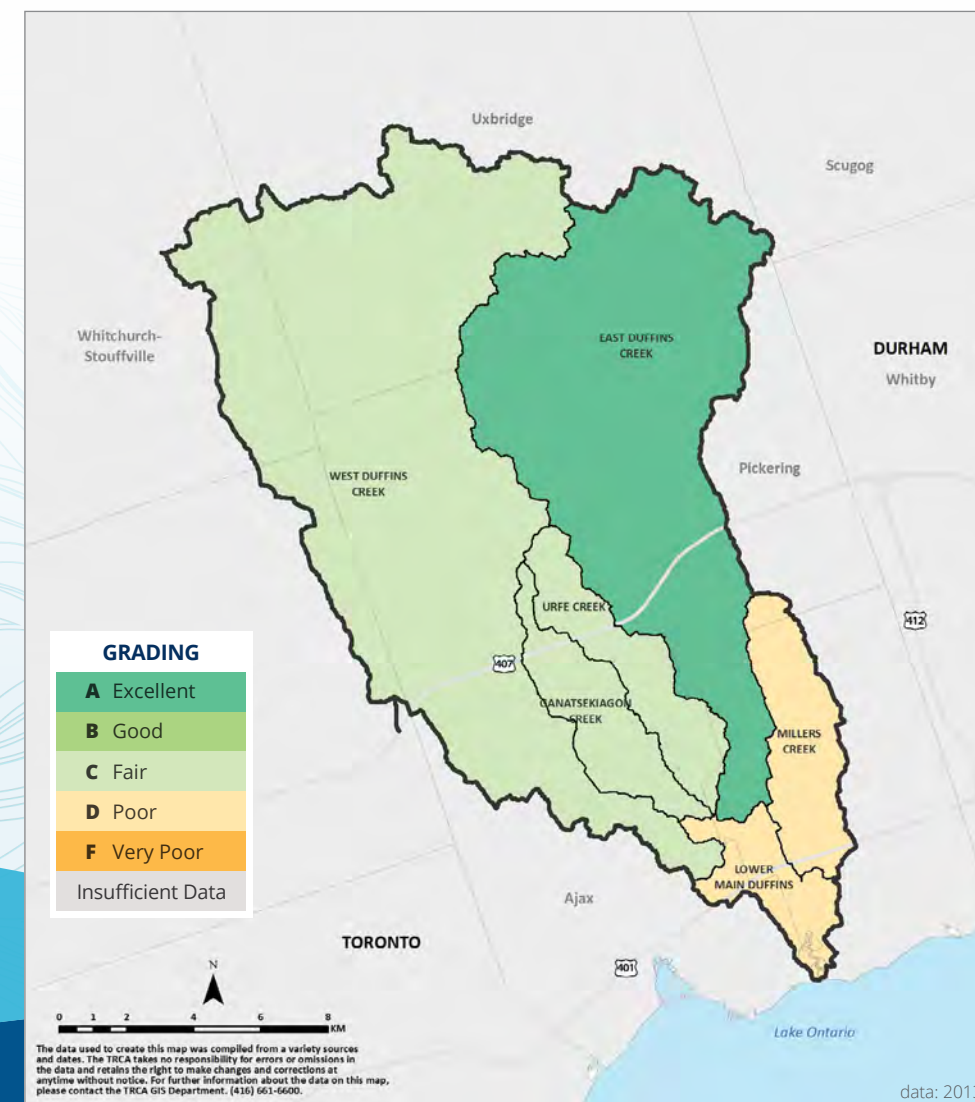 Uxbridge
Scugog
Whitchurch-
Stouffville
EAST DUFFINS
CREEK
DURHAM
Whitby
WEST DUFFINS
CREEK
Pickering
URFE CREEK
412
407
GANATSEKIAGON
CREEK
MILLERS
CREEK
GRADING
A Excellent
B Good
C Fair
D Poor
F Very Poor
Insufficient Data
LOWER
MAIN DUFFINS
Ajax
TORONTO
401
N
0 1 2 4 6 8
KM
Lake Ontario
The data used to create this map was compiled from a variety sources
and dates. The TRCA takes no responsibility for errors or omissions in
the data and retains the right to make changes and corrections at
anytime without notice. For further information about the data on this map,
please contact the TRCA GIS Department. (416) 661-6600.
data: 2013